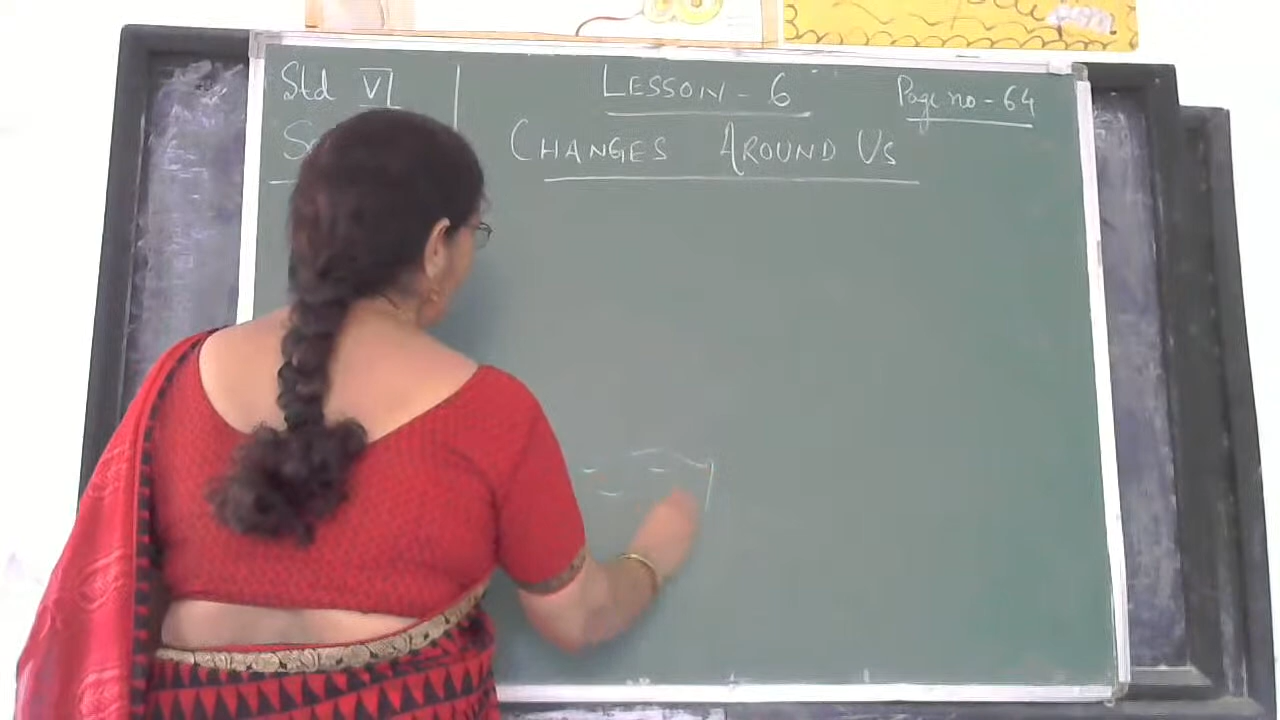 Std VI
LESSON - 6
Page no - 64
CHANGES AROUND US